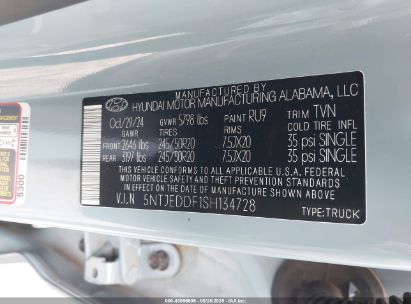 MANUFACTURED BY
HYUNDAI MOTOR MANUFACTURING ALABAMA, LLC
Oct/29/24 GVWR 5798 lbs PAINT RU9 TRIM TVN
GAWR TIRES RIMS COLD TIRE INFL
FRONT 2646 lbs 245/50R20 7.5JX20 35 psi SINGLE
REAR 3197 lbs 245/50R20 7.5JX20 35 psi SINGLE
THIS VEHICLE CONFORMS TO ALL APPLICABLE U.S.A. FEDERAL
MOTOR VEHICLE SAFETY AND THEFT PREVENTION STANDARDS
IN EFFECT ON THE DATE OF MANUFACTURE SHOWN ABOVE.
V.I.N 5NTJEDDF1SH134728
TYPE:TRUCK
5300